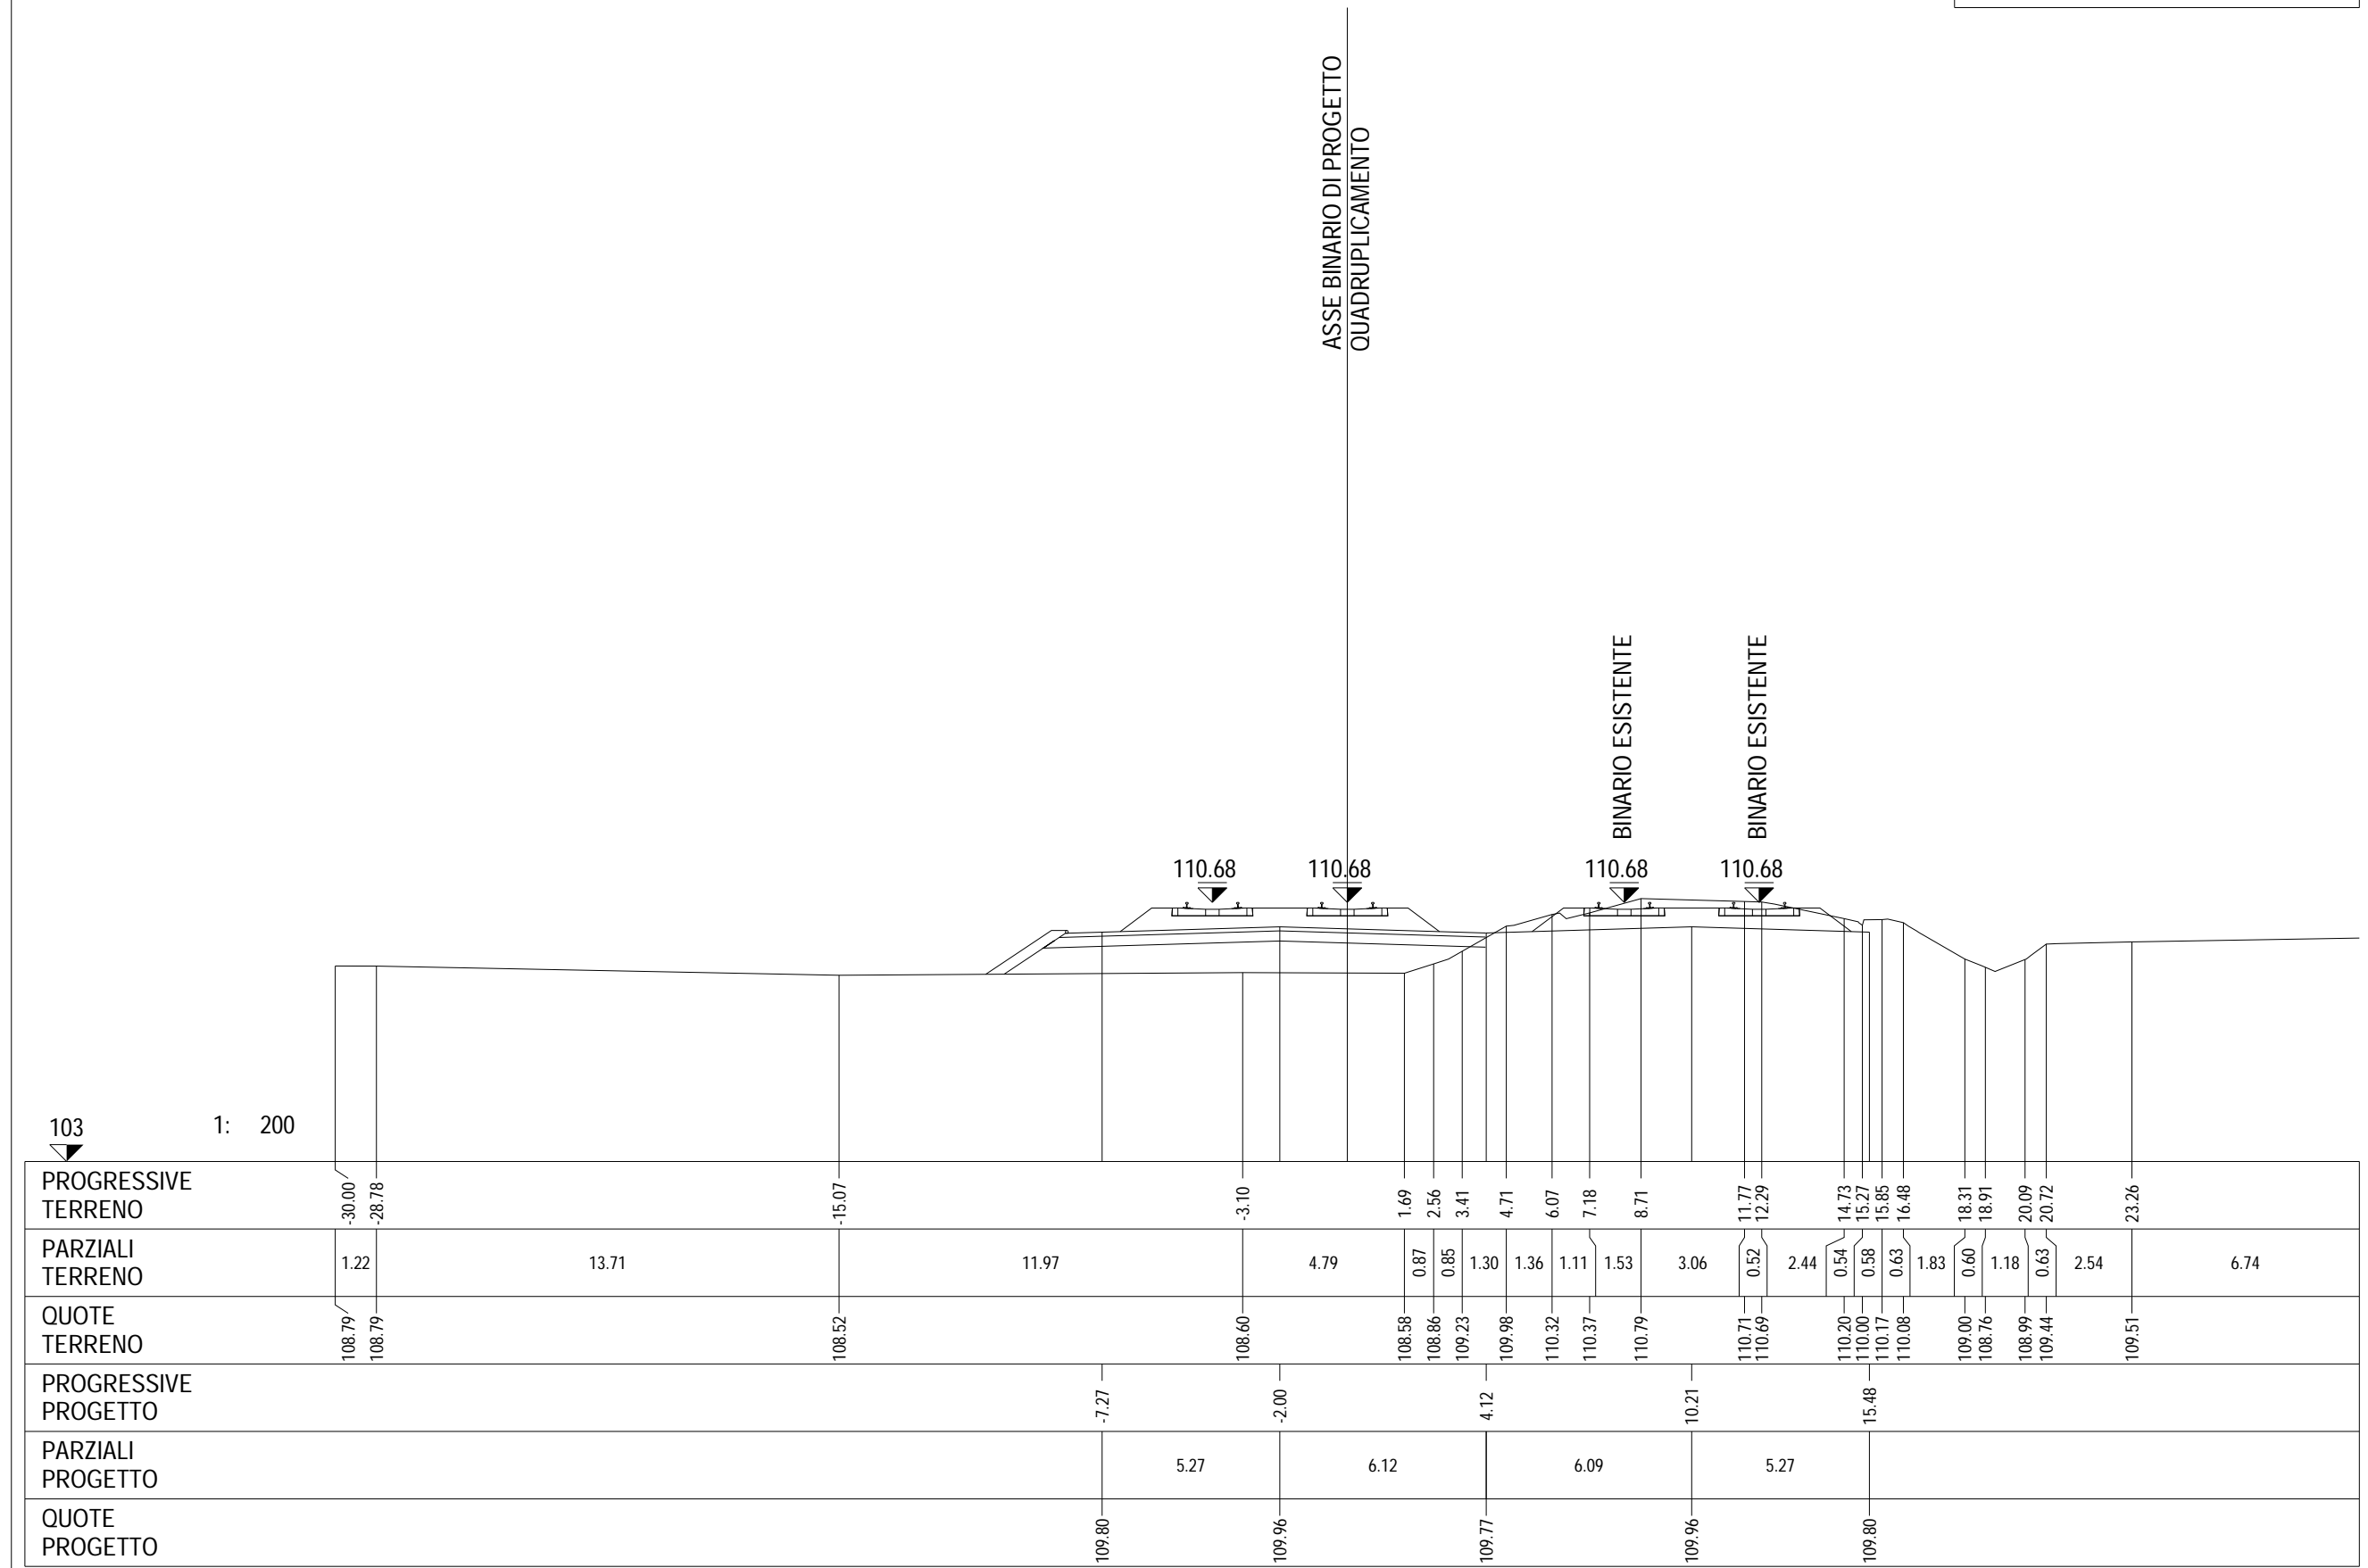 ASSE BINARIO DI PROGETTO
QUADRUPLICAMENTO
BINARIO ESISTENTE
BINARIO ESISTENTE
110.68
110.68
110.68
110.68
103
1: 200
PROGRESSIVE
TERRENO
-30.00 -28.78 -15.07 -3.10 1.69 2.56 3.41 4.71 6.07 7.18 8.71 11.77 12.29 14.73 15.27 15.85 16.48 18.31 18.91 20.09 20.72 23.26
PARZIALI
TERRENO
1.22 13.71 11.97 4.79 0.87 0.85 1.30 1.36 1.11 1.53 3.06 0.52 2.44 0.54 0.58 0.63 1.83 0.60 1.18 0.63 2.54 6.74
QUOTE
TERRENO
108.79 108.79 108.52 108.60 108.58 108.86 109.23 109.98 110.32 110.37 110.79 110.71 110.69 110.20 110.00 110.17 110.08 109.00 108.76 108.99 109.44 109.51
PROGRESSIVE
PROGETTO
-7.27 -2.00 4.12 10.21 15.48
PARZIALI
PROGETTO
5.27 6.12 6.09 5.27
QUOTE
PROGETTO
109.80 109.96 109.77 109.96 109.80